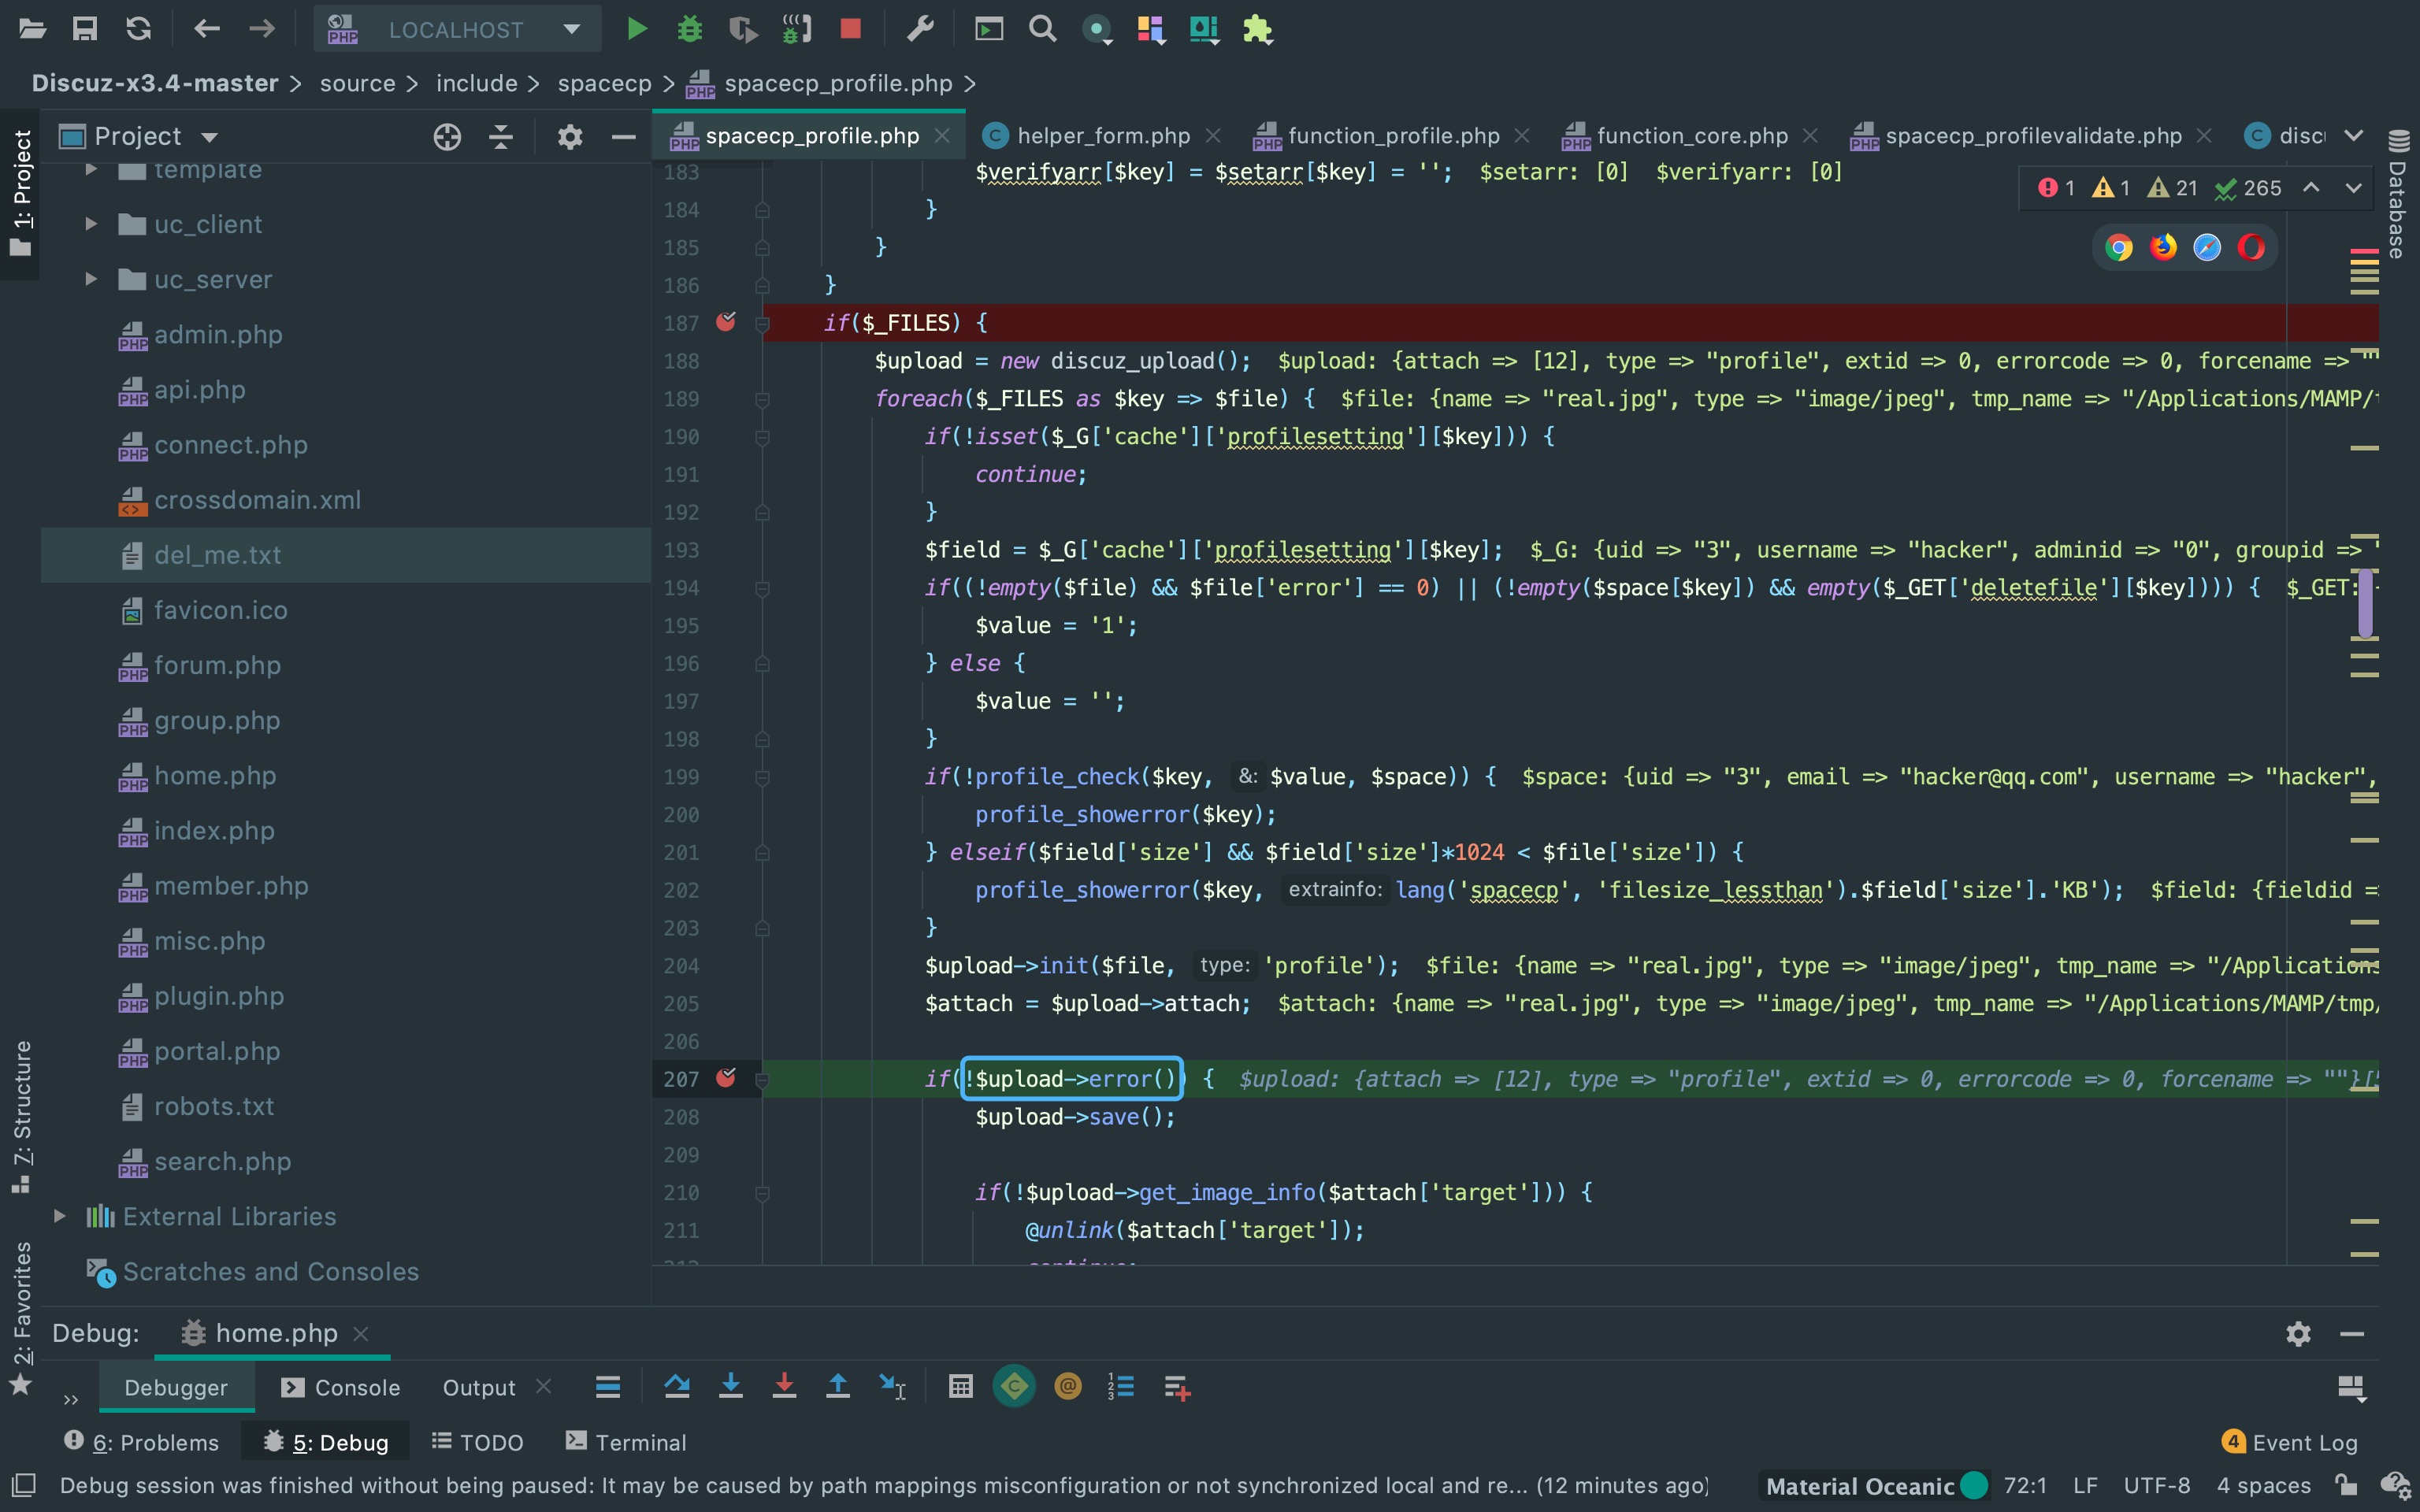 LOCALHOST
Discuz-x3.4-master > source > include > spacecp > spacecp_profile.php >
1: Project
Project
spacecp_profile.php
helper_form.php
function_profile.php
function_core.php
spacecp_profilevalidate.php
Database
template
uc_client
uc_server
admin.php
api.php
connect.php
crossdomain.xml
del_me.txt
favicon.ico
forum.php
group.php
home.php
index.php
member.php
misc.php
plugin.php
portal.php
robots.txt
search.php
External Libraries
Scratches and Consoles
7: Structure
2: Favorites
1 1 21 265
183 $verifyarr[$key] = $setarr[$key] = ''; $setarr: [0] $verifyarr: [0]
184 }
185 }
186 }
187 if($_FILES) {
188 $upload = new discuz_upload(); $upload: {attach => [12], type => "profile", extid => 0, errorcode => 0, forcename => ""
189 foreach($_FILES as $key => $file) { $file: {name => "real.jpg", type => "image/jpeg", tmp_name => "/Applications/MAMP/
190 if(!isset($_G['cache']['profilesetting'][$key])) {
191 continue;
192 }
193 $field = $_G['cache']['profilesetting'][$key]; $_G: {uid => "3", username => "hacker", adminid => "0", groupid => "
194 if((!empty($file) && $file['error'] == 0) || (!empty($space[$key]) && empty($_GET['deletefile'][$key]))) { $_GET:
195 $value = '1';
196 } else {
197 $value = '';
198 }
199 if(!profile_check($key, &: $value, $space)) { $space: {uid => "3", email => "hacker@qq.com", username => "hacker",
200 profile_showerror($key);
201 } elseif($field['size'] && $field['size']*1024 < $file['size']) {
202 profile_showerror($key, extrainfo: lang('spacecp', 'filesize_lessthan').$field['size'].'KB'); $field: {fieldid =
203 }
204 $upload->init($file, type: 'profile'); $file: {name => "real.jpg", type => "image/jpeg", tmp_name => "/Applications
205 $attach = $upload->attach; $attach: {name => "real.jpg", type => "image/jpeg", tmp_name => "/Applications/MAMP/tmp/
206
207 if(!$upload->error()) { $upload: {attach => [12], type => "profile", extid => 0, errorcode => 0, forcename => ""}[
208 $upload->save();
209
210 if(!$upload->get_image_info($attach['target'])) {
211 @unlink($attach['target']);
Debug: home.php
Debugger Console Output
6: Problems 5: Debug TODO Terminal 4 Event Log
Debug session was finished without being paused: It may be caused by path mappings misconfiguration or not synchronized local and re... (12 minutes ago) Material Oceanic 72:1 LF UTF-8 4 spaces